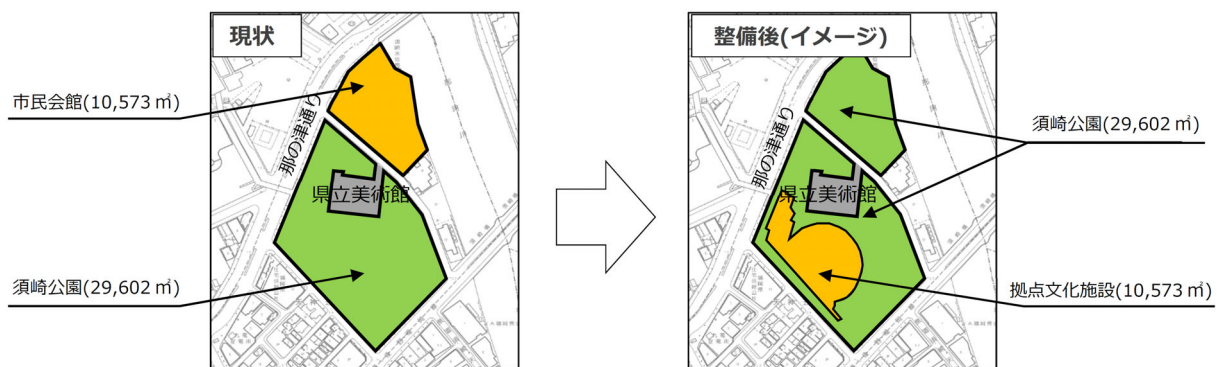 現状
市民会館(10,573㎡)
那の津通り
県立美術館
須崎公園(29,602㎡)
整備後(イメージ)
須崎公園(29,602㎡)
那の津通り
県立美術館
拠点文化施設(10,573㎡)